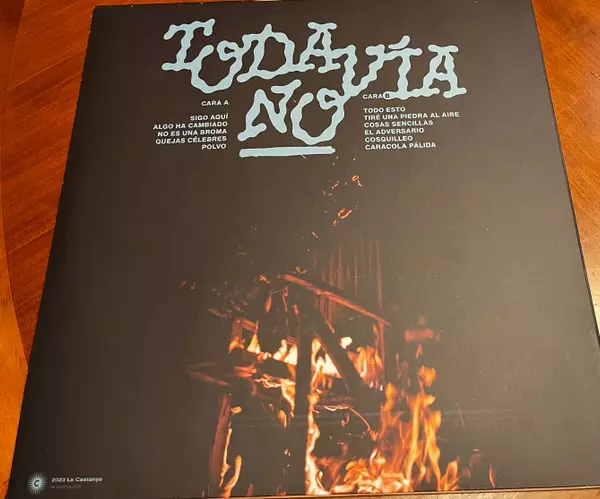 TODAVÍA
NO
CARA A
SIGO AQUÍ
ALGO HA CAMBIADO
NO ES UNA BROMA
QUEJAS CÉLEBRES
POLVO
CARA B
TODO ESTO
TIRÉ UNA PIEDRA AL AIRE
COSAS SENCILLAS
EL ADVERSARIO
COSQUILLEO
CARACOLA PÁLIDA
C
2023 La Castanya